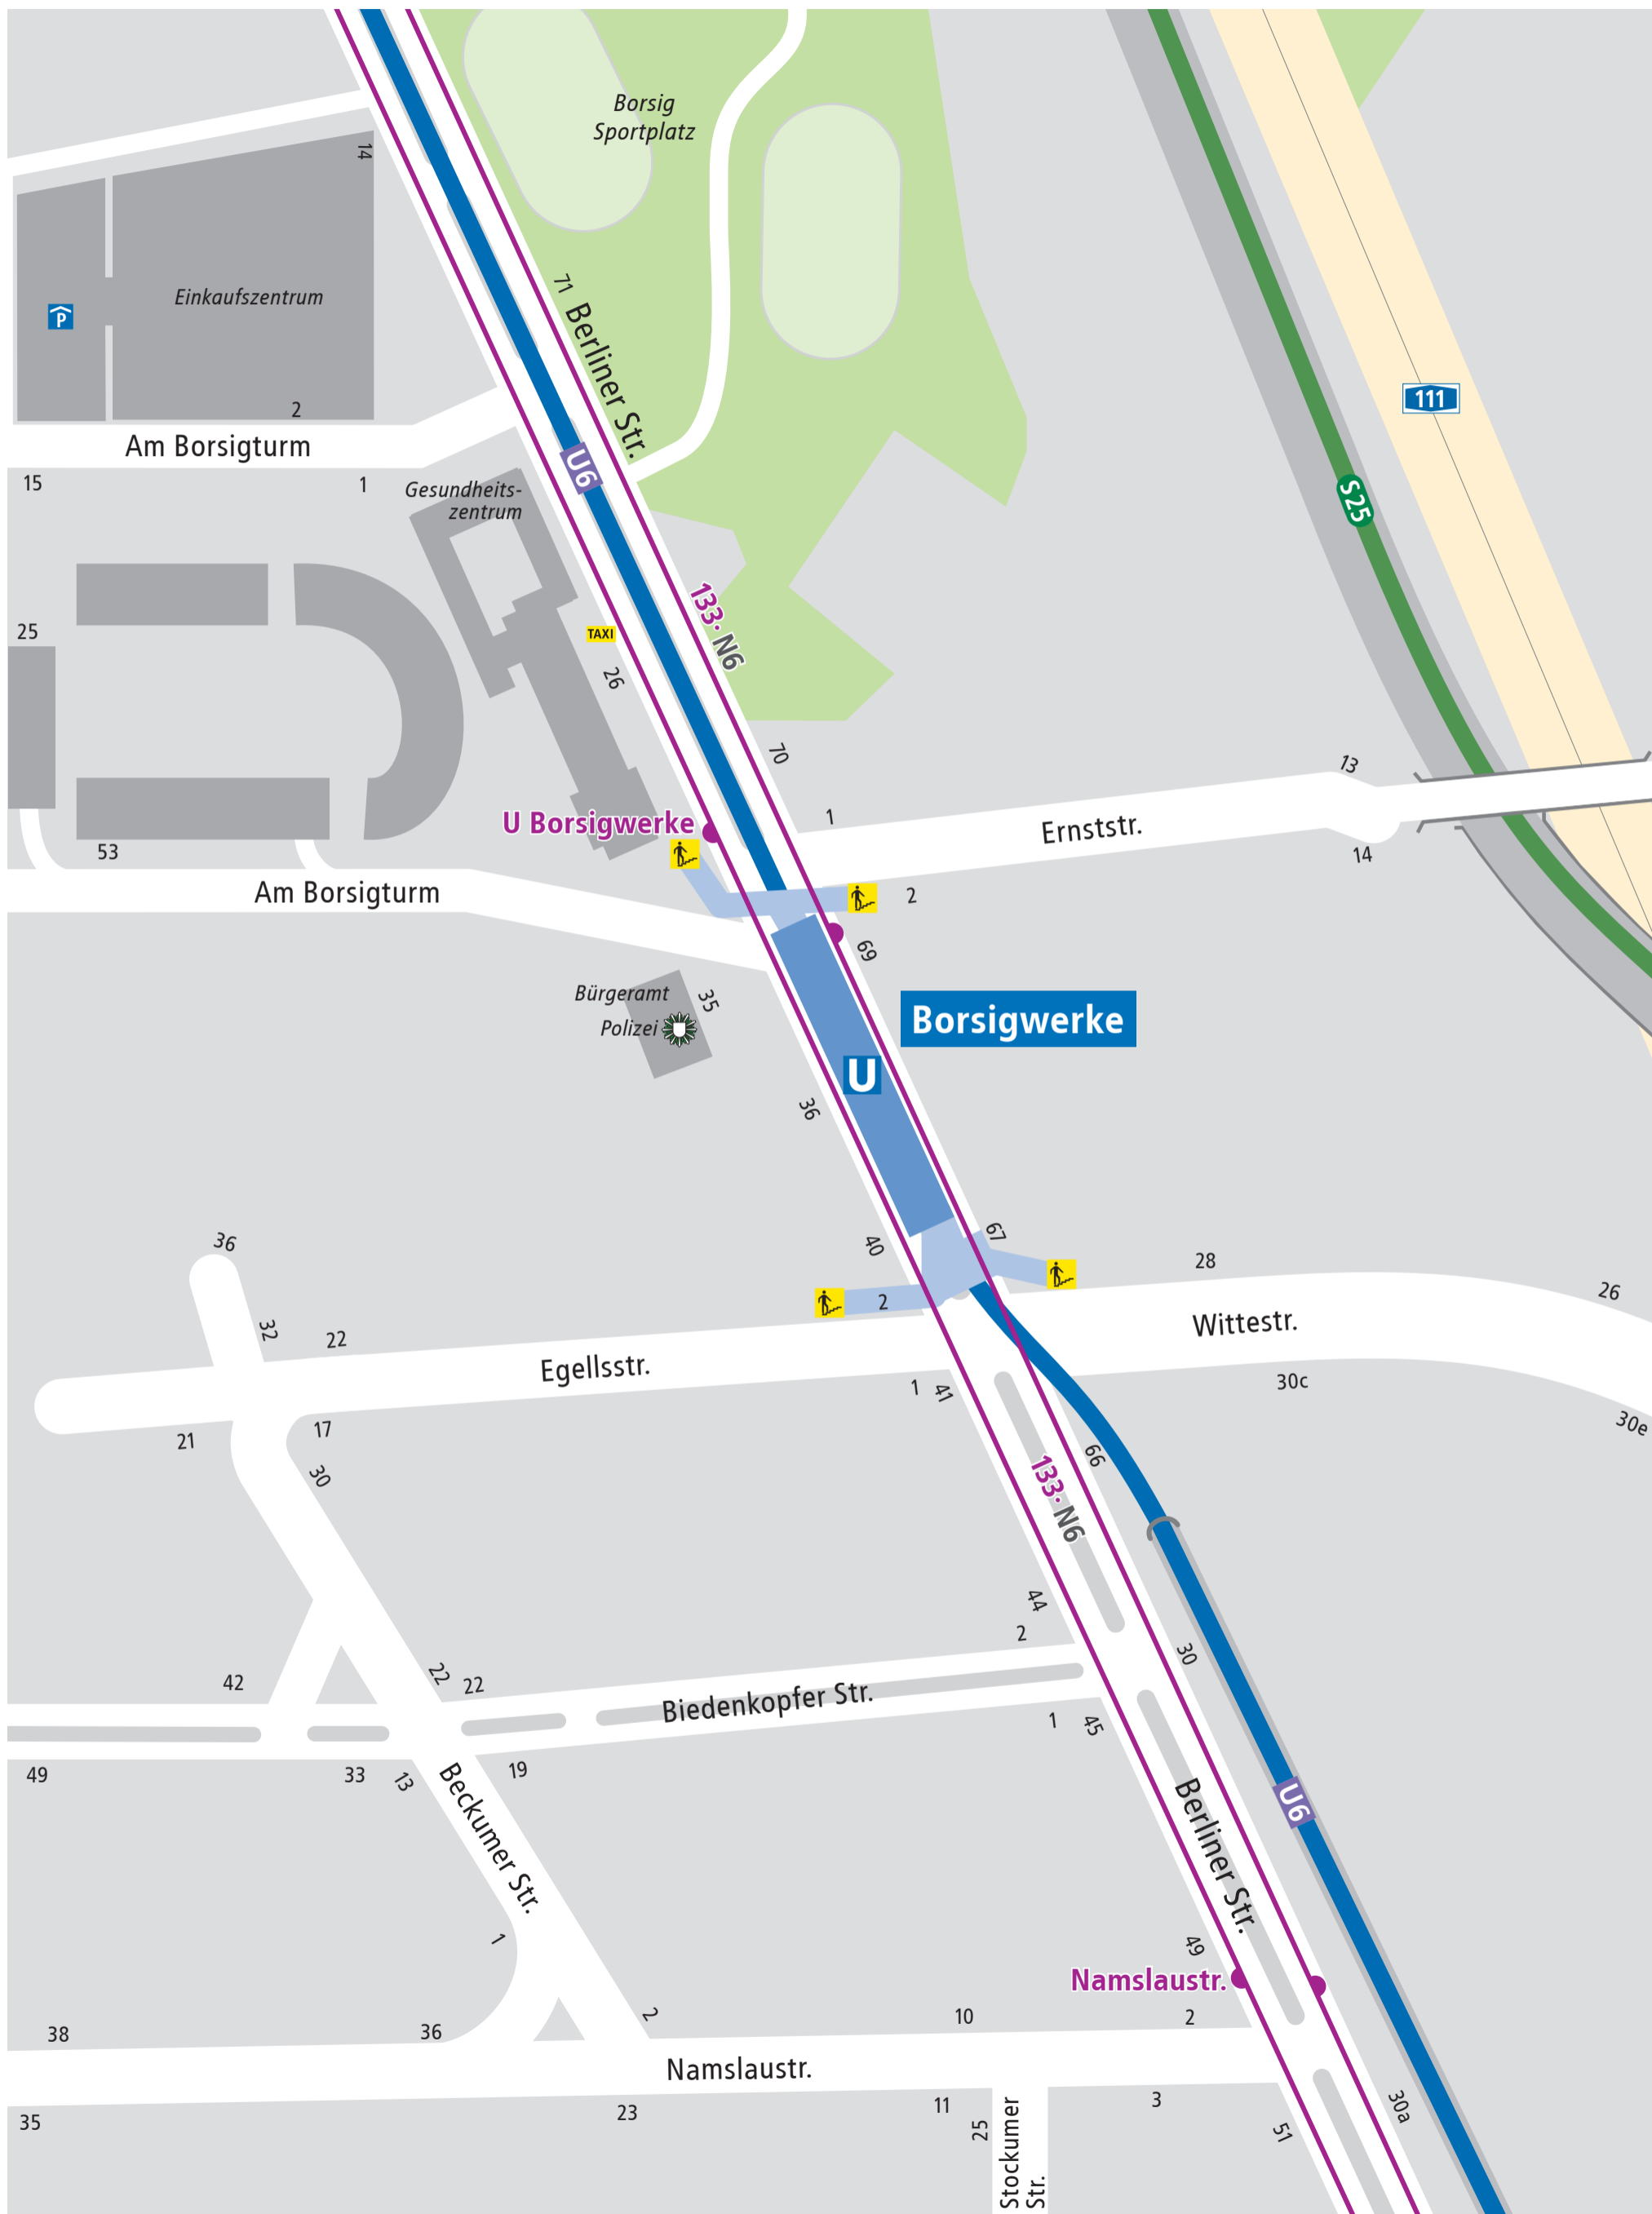 Borsig
Sportplatz
14
Einkaufszentrum
P
71
Berliner Str.
111
2
Am Borsigturm
U6
15
1
Gesundheits-
zentrum
S25
25
TAXI
133· N6
26
70
13
U Borsigwerke
1
Ernststr.
53
14
Am Borsigturm
2
69
Bürgeramt
35
Polizei
Borsigwerke
U
36
36
40
67
28
26
2
32
22
Wittestr.
Egellsstr.
1
41
30c
30e
21
17
30
66
133· N6
44
2
30
42
22
22
Biedenkopfer Str.
1
45
49
33
13
19
Beckumer Str.
Berliner Str.
U6
1
49
Namslaustr.
38
36
2
10
2
Namslaustr.
35
23
11
25
Stockumer
Str.
3
51
30a